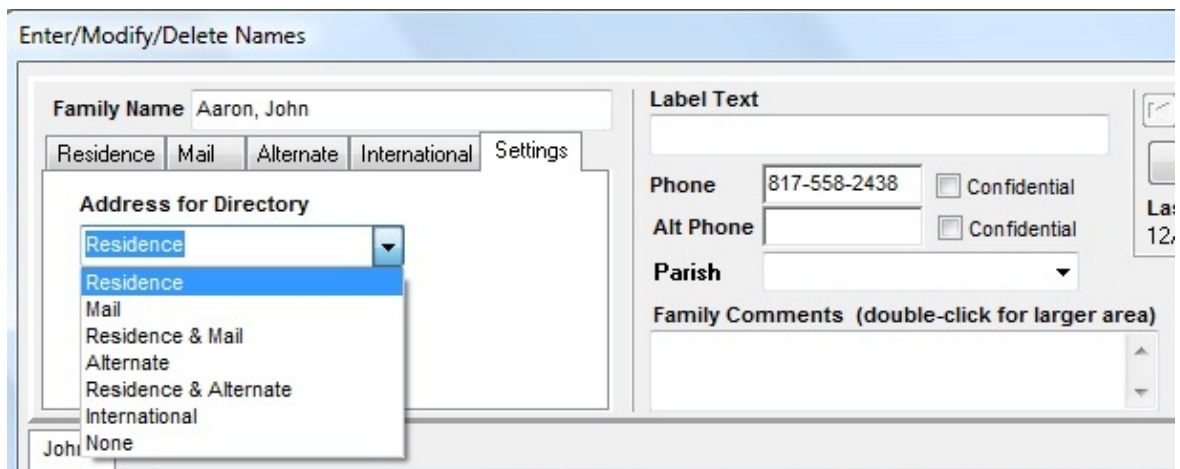 Enter/Modify/Delete Names
Family Name Aaron, John
Residence Mail Alternate International Settings
Address for Directory
Residence
Residence
Mail
Residence & Mail
Alternate
Residence & Alternate
International
None
Label Text
Phone 817-558-2438 Confidential
Alt Phone Confidential
Parish
Family Comments (double-click for larger area)
12